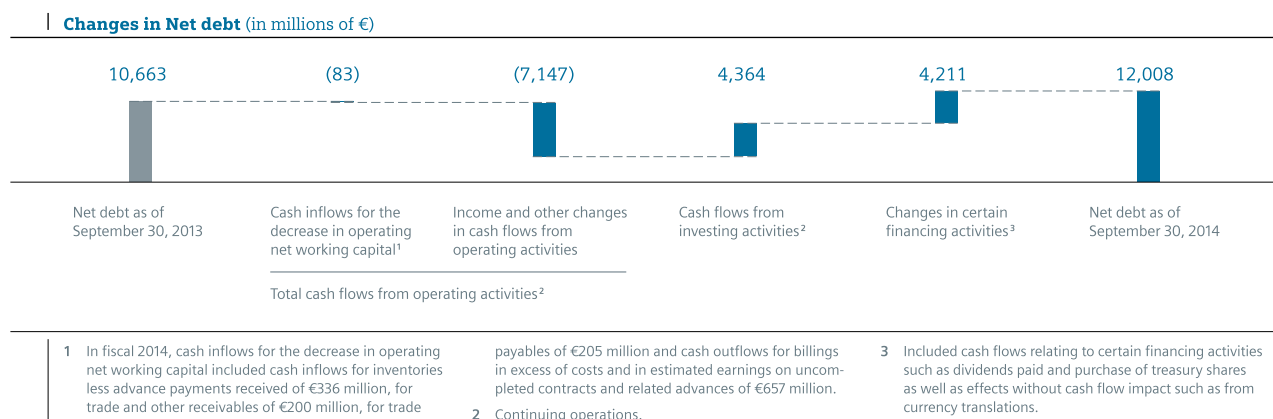 Changes in Net debt (in millions of €)
10,663 (83) (7,147) 4,364 4,211 12,008
Net debt as of
September 30, 2013
Cash inflows for the
decrease in operating
net working capital¹
Income and other changes
in cash flows from
operating activities
Cash flows from
investing activities²
Changes in certain
financing activities³
Net debt as of
September 30, 2014
Total cash flows from operating activities²
1 In fiscal 2014, cash inflows for the decrease in operating
net working capital included cash inflows for inventories
less advance payments received of €336 million, for
trade and other receivables of €200 million, for trade
payables of €205 million and cash outflows for billings
in excess of costs and in estimated earnings on uncom-
pleted contracts and related advances of €657 million.
2 Continuing operations.
3 Included cash flows relating to certain financing activities
such as dividends paid and purchase of treasury shares
as well as effects without cash flow impact such as from
currency translations.